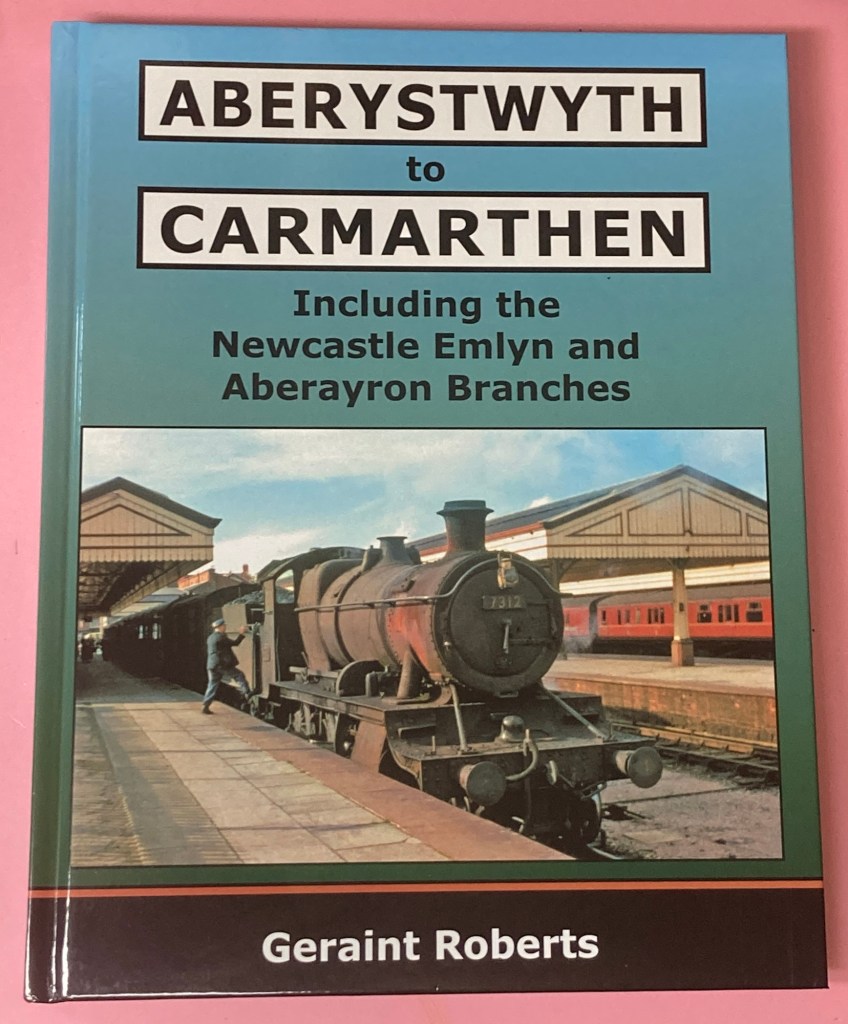 ABERYSTWYTH
to
CARMARTHEN
Including the
Newcastle Emlyn and
Aberayron Branches
7312
Geraint Roberts